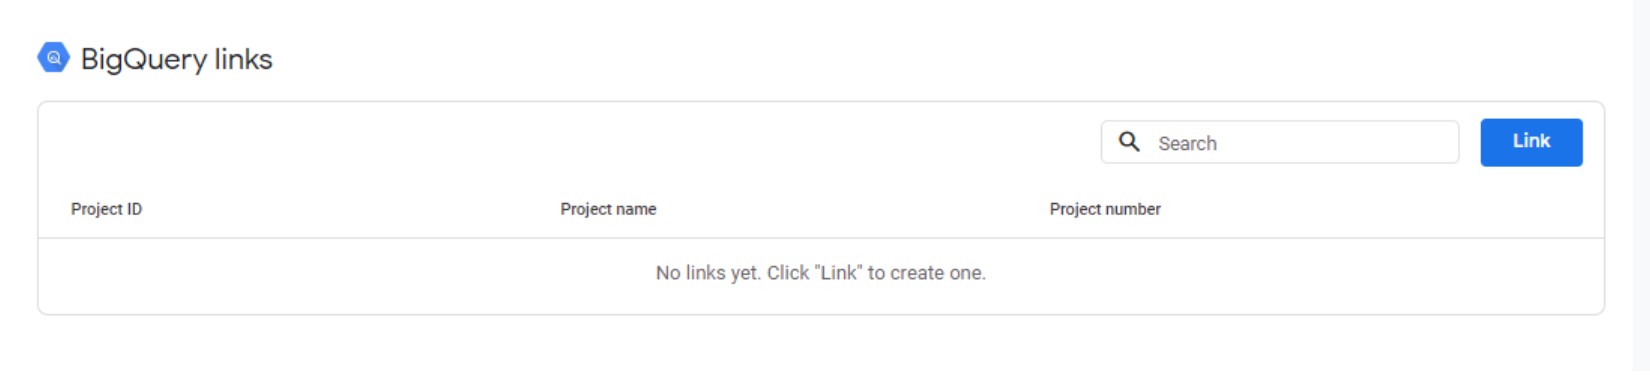 BigQuery links
Search
Link
Project ID Project name Project number
No links yet. Click "Link" to create one.